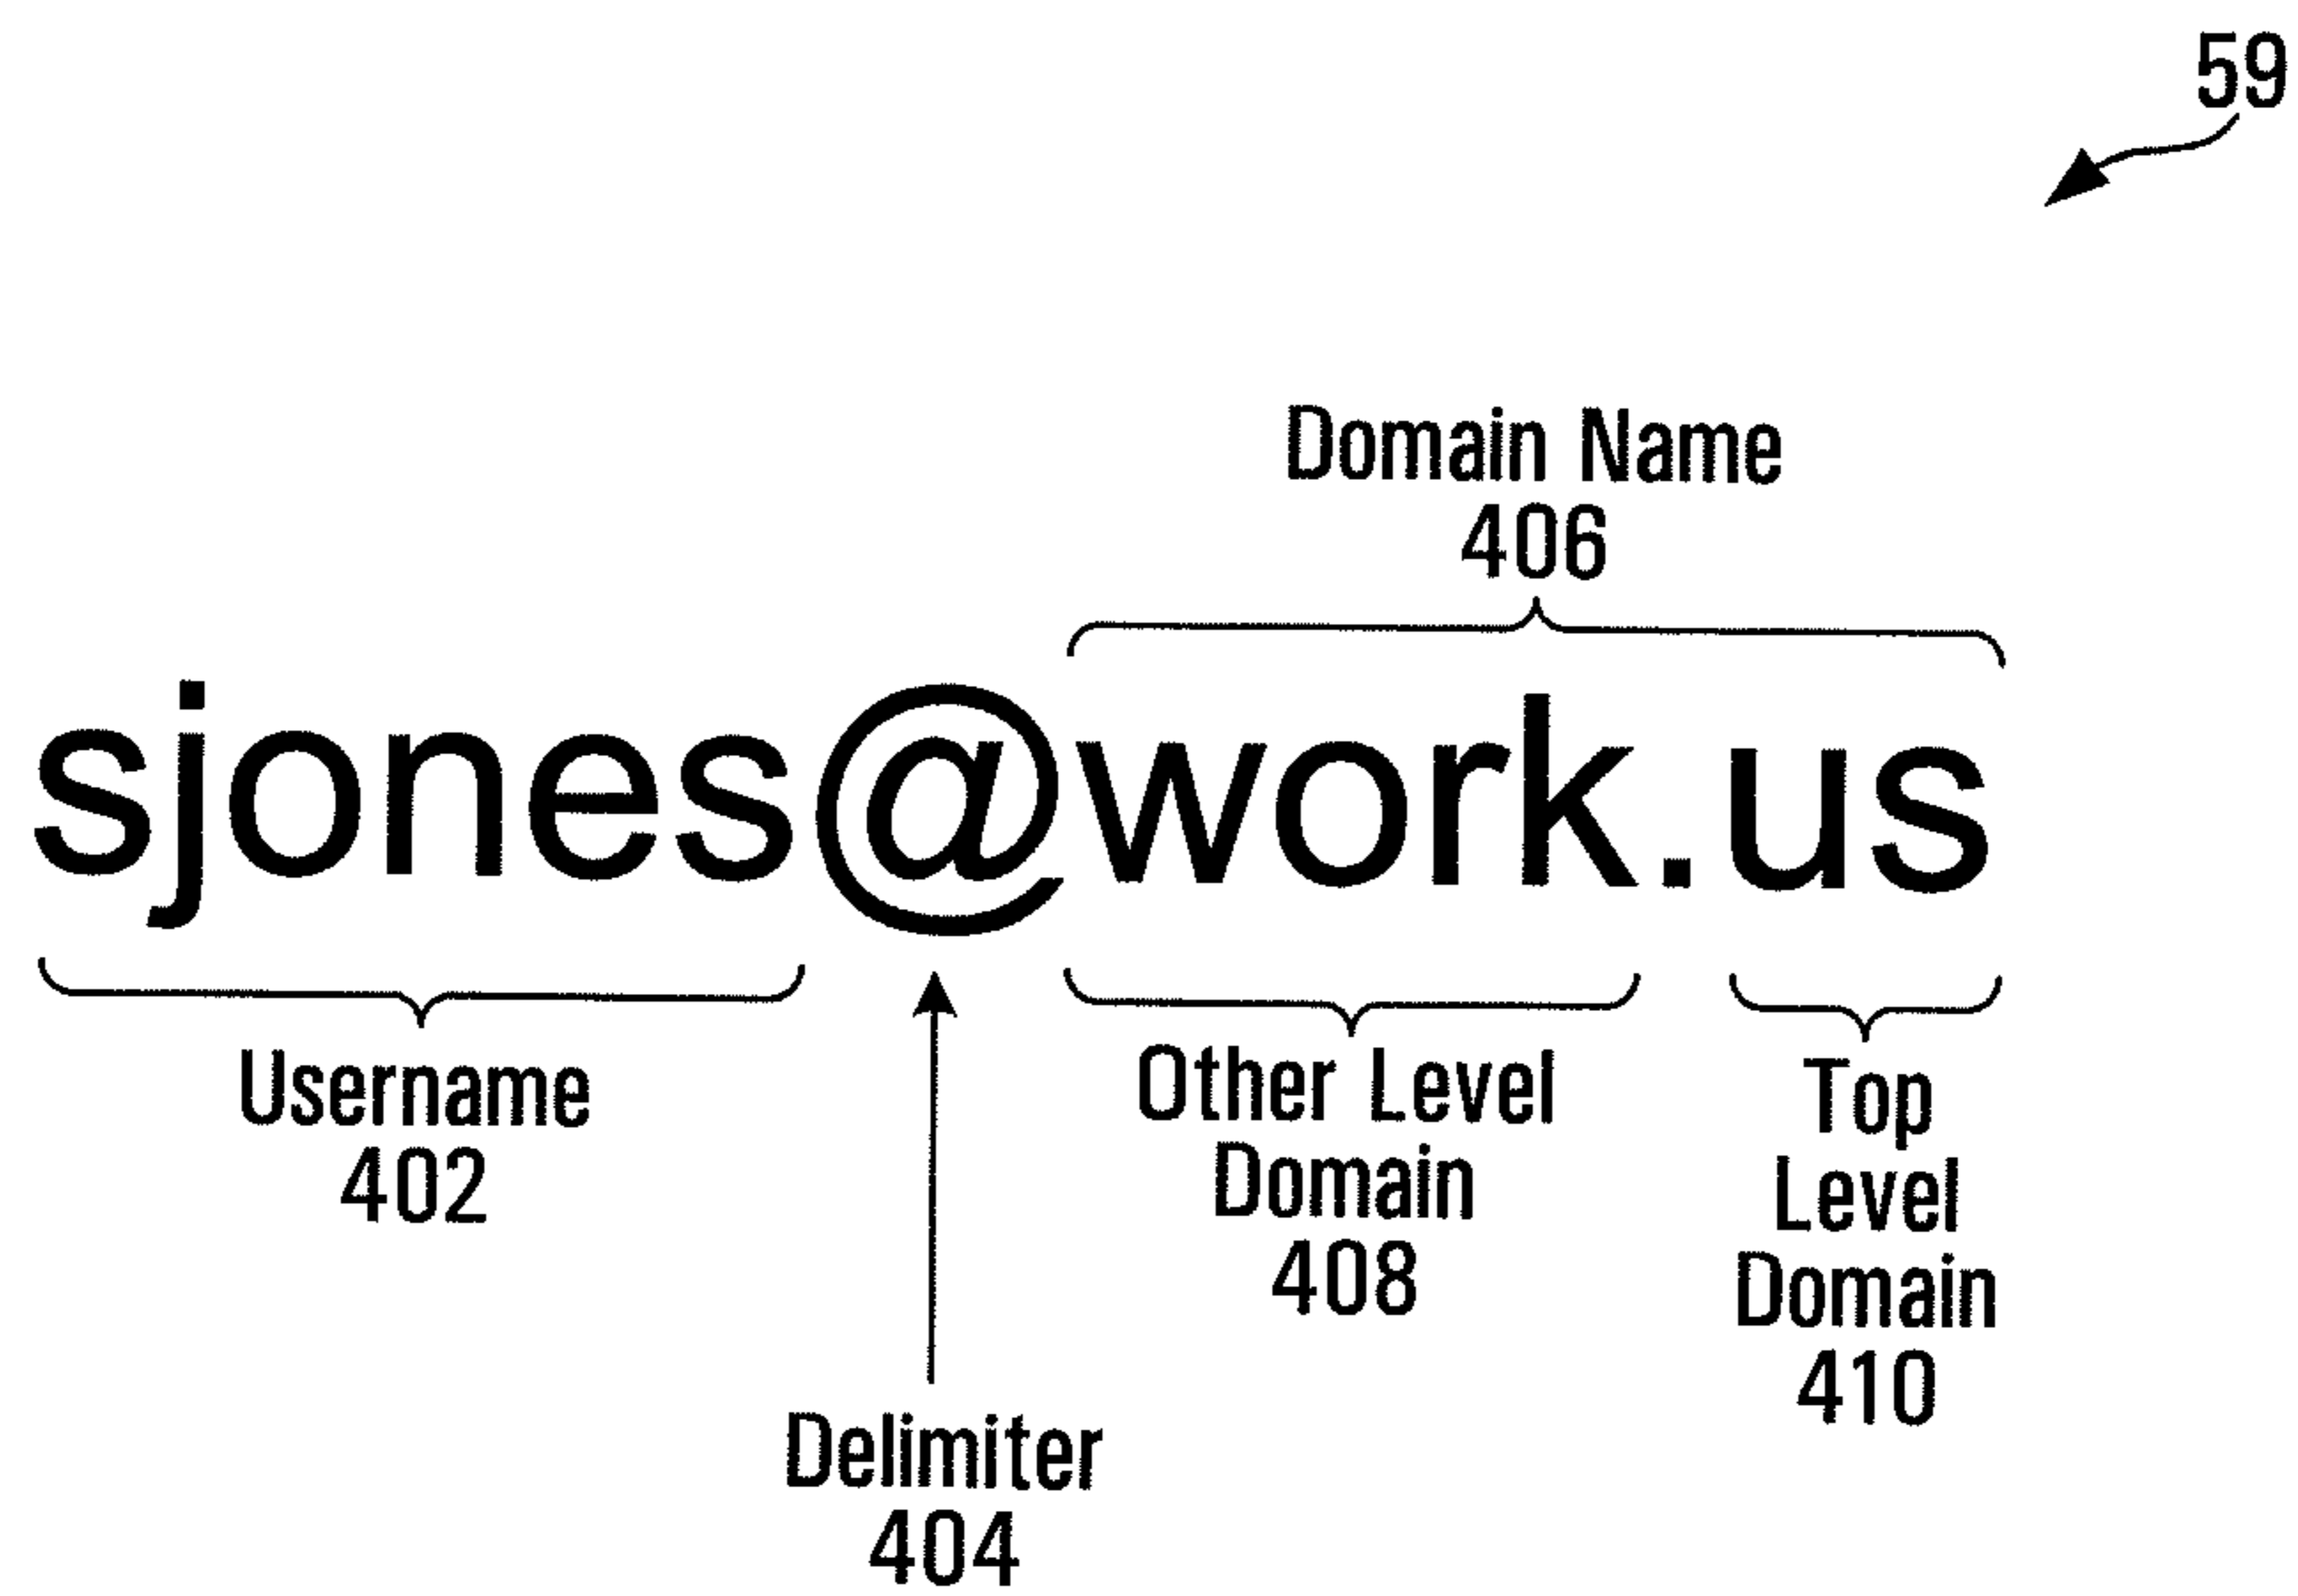 59
Domain Name
406
sjones@work.us
Username
402
Other Level
Domain
408
Top
Level
Domain
410
Delimiter
404